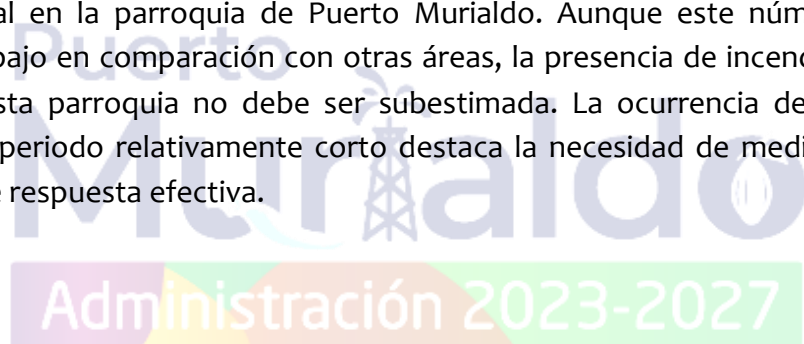 al en la parroquia de Puerto Murialdo. Aunque este núm
bajo en comparación con otras áreas, la presencia de incend
sta parroquia no debe ser subestimada. La ocurrencia de
periodo relativamente corto destaca la necesidad de medi
e respuesta efectiva.
Puerto
Murialdo
Administración 2023-2027